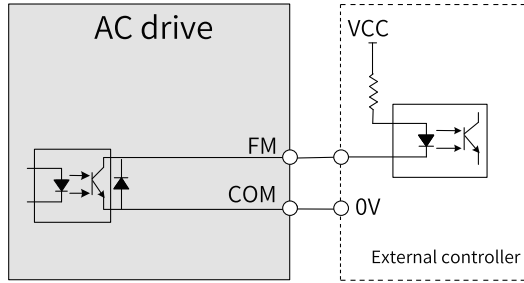 AC drive
VCC
FM
COM
0V
External controller